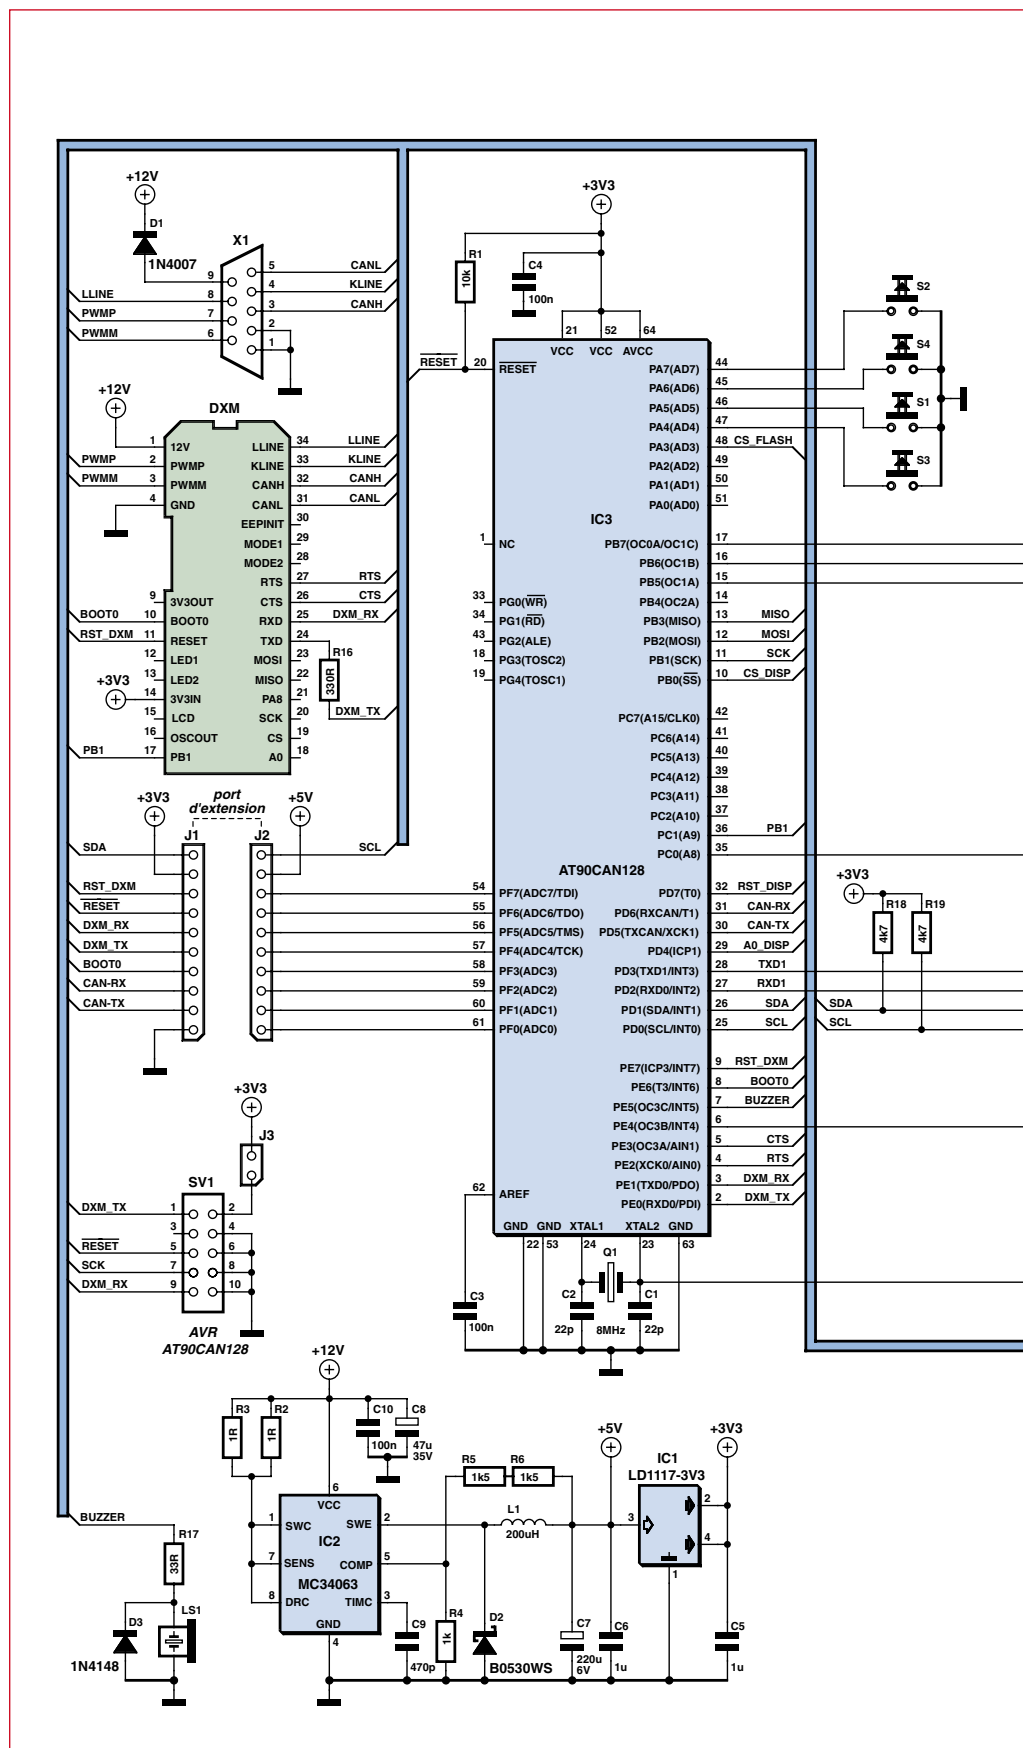 +12V
D1
1N4007
X1
9
8
7
6
5
4
3
2
1
LLINE
PWMP
PWMM
CANL
KLINE
CANH
+12V
DXM
1 12V
PWMP 2 PWMP
PWMM 3 PWMM
4 GND
9 3V3OUT
BOOT0 10 BOOT0
RST_DXM 11 RESET
12 LED1
13 LED2
+3V3 14 3V3IN
15 LCD
16 OSCOUT
PB1 17 PB1
LLINE 34 LLINE
KLINE 33 KLINE
CANH 32 CANH
CANL 31 CANL
EEPINIT 30
MODE1 29
MODE2 28
RTS 27 RTS
CTS 26 CTS
RXD 25 DXM_RX
TXD 24
MOSI 23
MISO 22
PA8 21
SCK 20
CS 19
A0 18
R16
330R
DXM_TX
+3V3
port
d'extension
+5V
J1
J2
SDA
SCL
RST_DXM
RESET
DXM_RX
DXM_TX
BOOT0
CAN-RX
CAN-TX
+3V3
J3
SV1
DXM_TX 1 2
3 4
RESET 5 6
SCK 7 8
DXM_RX 9 10
AVR
AT90CAN128
+3V3
R1
10k
C4
100n
21 52 64
VCC VCC AVCC
RESET 20 RESET
IC3
1 NC
33 PG0(WR)
34 PG1(RD)
43 PG2(ALE)
18 PG3(TOSC2)
19 PG4(TOSC1)
AT90CAN128
54 PF7(ADC7/TDI)
55 PF6(ADC6/TDO)
56 PF5(ADC5/TMS)
57 PF4(ADC4/TCK)
58 PF3(ADC3)
59 PF2(ADC2)
60 PF1(ADC1)
61 PF0(ADC0)
62 AREF
PA7(AD7) 44
PA6(AD6) 45
PA5(AD5) 46
PA4(AD4) 47
PA3(AD3) 48 CS_FLASH
PA2(AD2) 49
PA1(AD1) 50
PA0(AD0) 51
PB7(OC0A/OC1C) 17
PB6(OC1B) 16
PB5(OC1A) 15
PB4(OC2A) 14
PB3(MISO) 13 MISO
PB2(MOSI) 12 MOSI
PB1(SCK) 11 SCK
PB0(SS) 10 CS_DISP
PC7(A15/CLK0) 42
PC6(A14) 41
PC5(A13) 40
PC4(A12) 39
PC3(A11) 38
PC2(A10) 37
PC1(A9) 36 PB1
PC0(A8) 35
PD7(T0) 32 RST_DISP
PD6(RXCAN/T1) 31 CAN-RX
PD5(TXCAN/XCK1) 30 CAN-TX
PD4(ICP1) 29 A0_DISP
PD3(TXD1/INT3) 28 TXD1
PD2(RXD0/INT2) 27 RXD1
PD1(SDA/INT1) 26 SDA SDA
PD0(SCL/INT0) 25 SCL SCL
PE7(ICP3/INT7) 9 RST_DXM
PE6(T3/INT6) 8 BOOT0
PE5(OC3C/INT5) 7 BUZZER
PE4(OC3B/INT4) 6
PE3(OC3A/AIN1) 5 CTS
PE2(XCK0/AIN0) 4 RTS
PE1(TXD0/PDO) 3 DXM_RX
PE0(RXD0/PDI) 2 DXM_TX
GND GND XTAL1 XTAL2 GND
22 53 24 23 63
S2
S4
S1
S3
+3V3
R18
4k7
R19
4k7
C3
100n
C2
22p
Q1
8MHz
C1
22p
+12V
R3
1R
R2
1R
C10
100n
C8
47u
35V
6
VCC
1 SWC
7 SENS
8 DRC
IC2
MC34063
SWE 2
COMP 5
TIMC 3
GND
4
R5
1k5
R6
1k5
L1
200uH
C9
470p
R4
1k
D2
B0530WS
C7
220u
6V
C6
1u
+5V
IC1
LD1117-3V3
3
2
4
1
+3V3
C5
1u
BUZZER
R17
33R
D3
1N4148
LS1